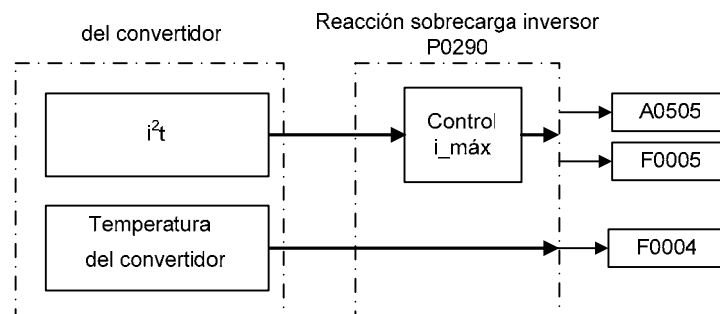 del convertidor
Reacción sobrecarga inversor
P0290
i²t
Control
i_máx
A0505
F0005
Temperatura
del convertidor
F0004